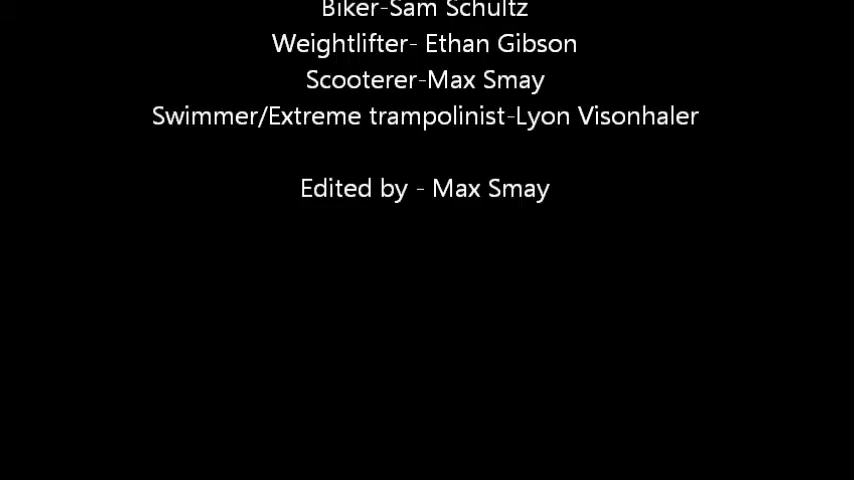 Biker-Sam Schultz
Weightlifter- Ethan Gibson
Scooterer-Max Smay
Swimmer/Extreme trampolinist-Lyon Visonhaler
Edited by - Max Smay